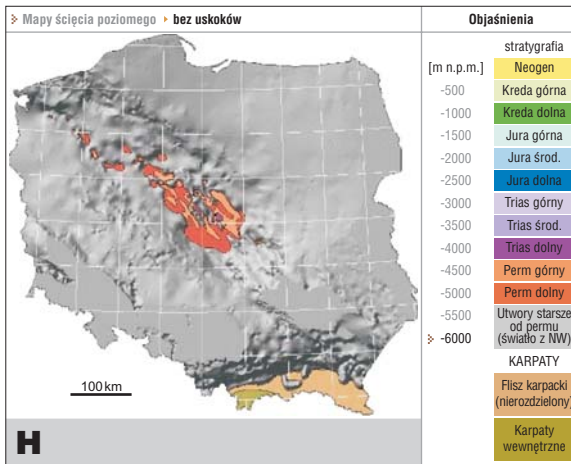 Mapy ścięcia poziomego bez uskoków
Objaśnienia
stratygrafia
[m n.p.m.]
Neogen
-500
Kreda górna
-1000
Kreda dolna
-1500
Jura górna
-2000
Jura środ.
-2500
Jura dolna
-3000
Trias górny
-3500
Trias środ.
-4000
Trias dolny
-4500
Perm górny
-5000
Perm dolny
-5500
Utwory starsze
od permu
(światło z NW)
-6000
KARPATY
Flisz karpacki
(nierozdzielony)
Karpaty
wewnętrzne
100 km
H